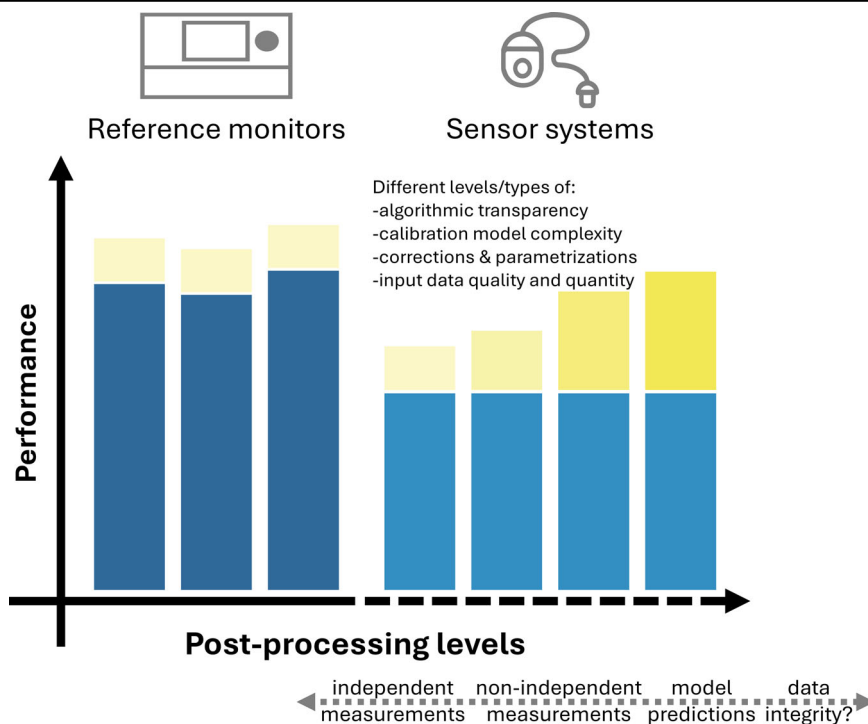 Reference monitors
Sensor systems
Different levels/types of:
-algorithmic transparency
-calibration model complexity
-corrections & parametrizations
-input data quality and quantity
Performance
Post-processing levels
independent
measurements
non-independent
measurements
model
predictions
data
integrity?